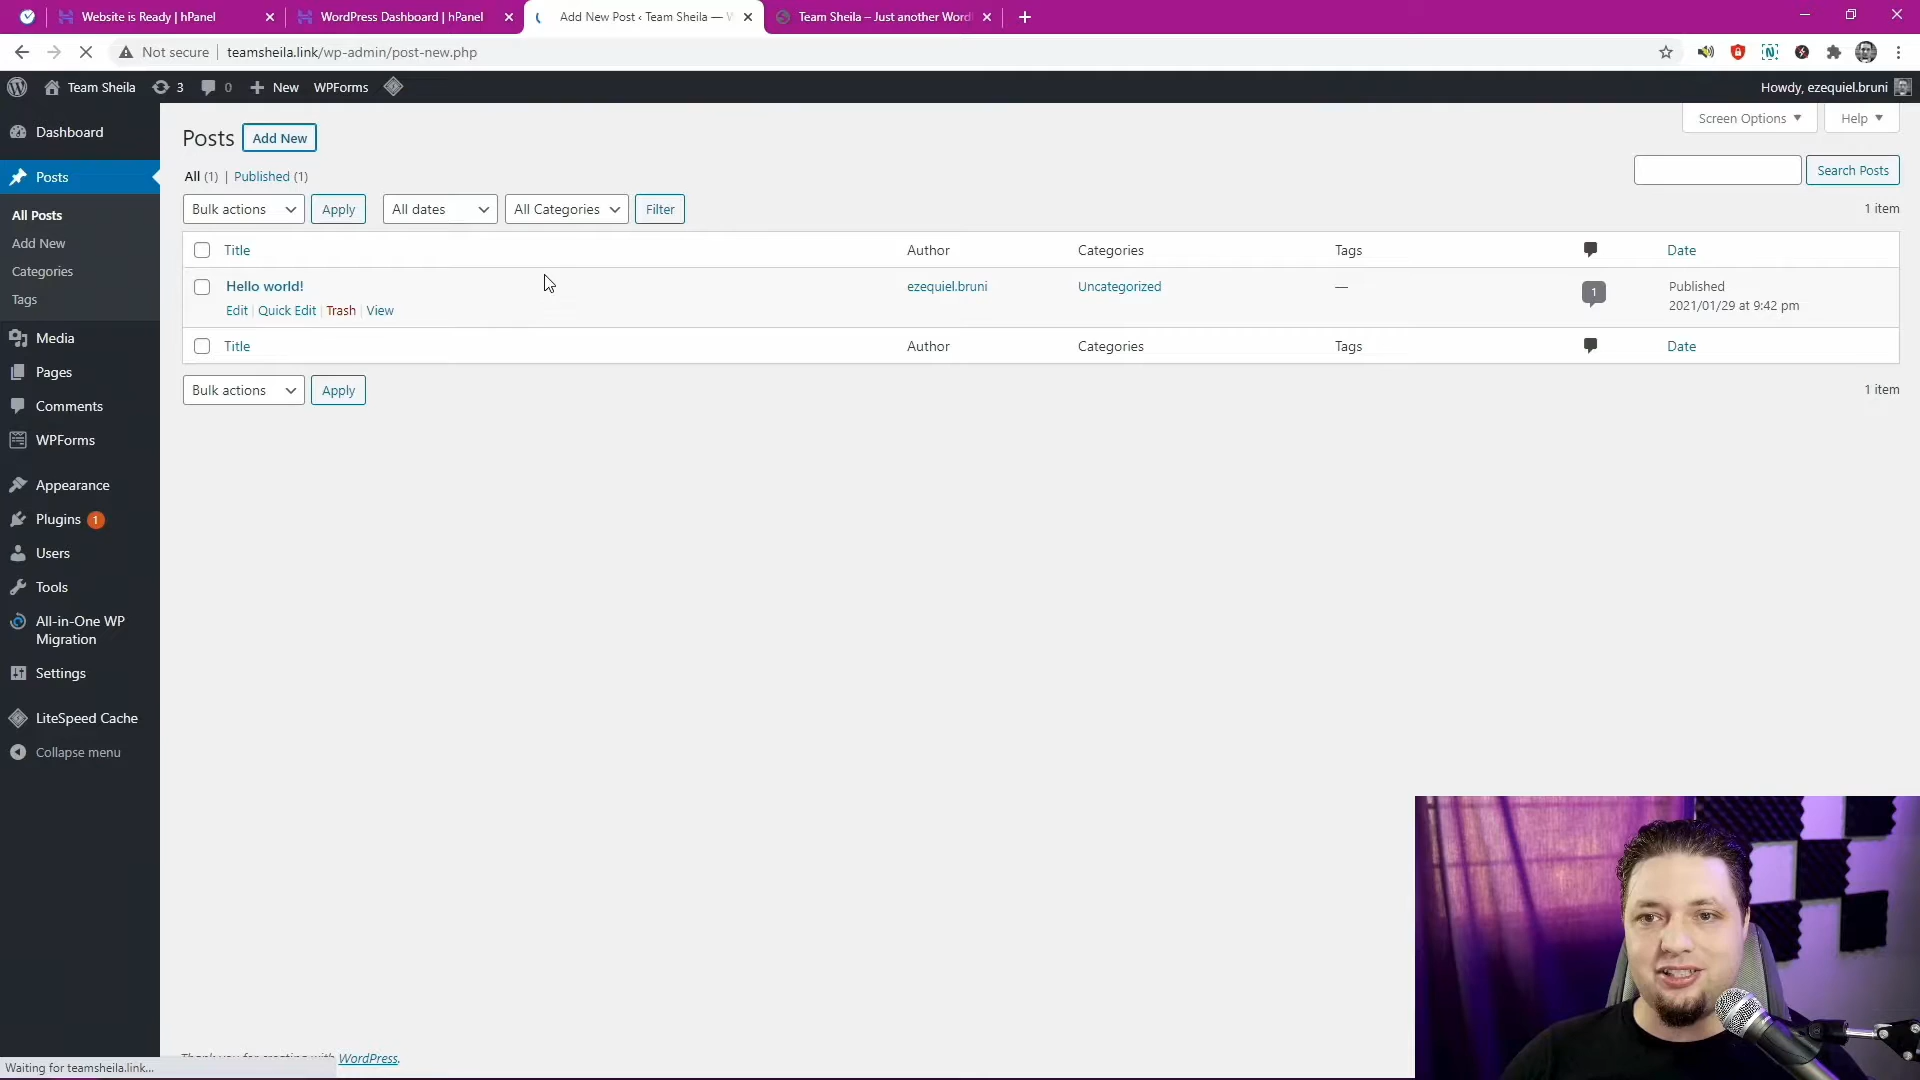 Website is Ready | hPanel
WordPress Dashboard | hPanel
Add New Post ‹ Team Sheila — W
Team Sheila – Just another Word
Not secure
teamsheila.link/wp-admin/post-new.php
Team Sheila
3
0
New
WPForms
Howdy, ezequiel.bruni
Dashboard
Posts
All Posts
Add New
Categories
Tags
Media
Pages
Comments
WPForms
Appearance
Plugins 1
Users
Tools
All-in-One WP
Migration
Settings
LiteSpeed Cache
Collapse menu
Screen Options
Help
Posts
Add New
All (1) | Published (1)
Search Posts
Bulk actions
Apply
All dates
All Categories
Filter
1 item
Title
Author
Categories
Tags
Date
Hello world!
ezequiel.bruni
Uncategorized
—
1
Published
2021/01/29 at 9:42 pm
Edit | Quick Edit | Trash | View
Title
Author
Categories
Tags
Date
Bulk actions
Apply
1 item
Thank you for creating with WordPress.
Waiting for teamsheila.link...